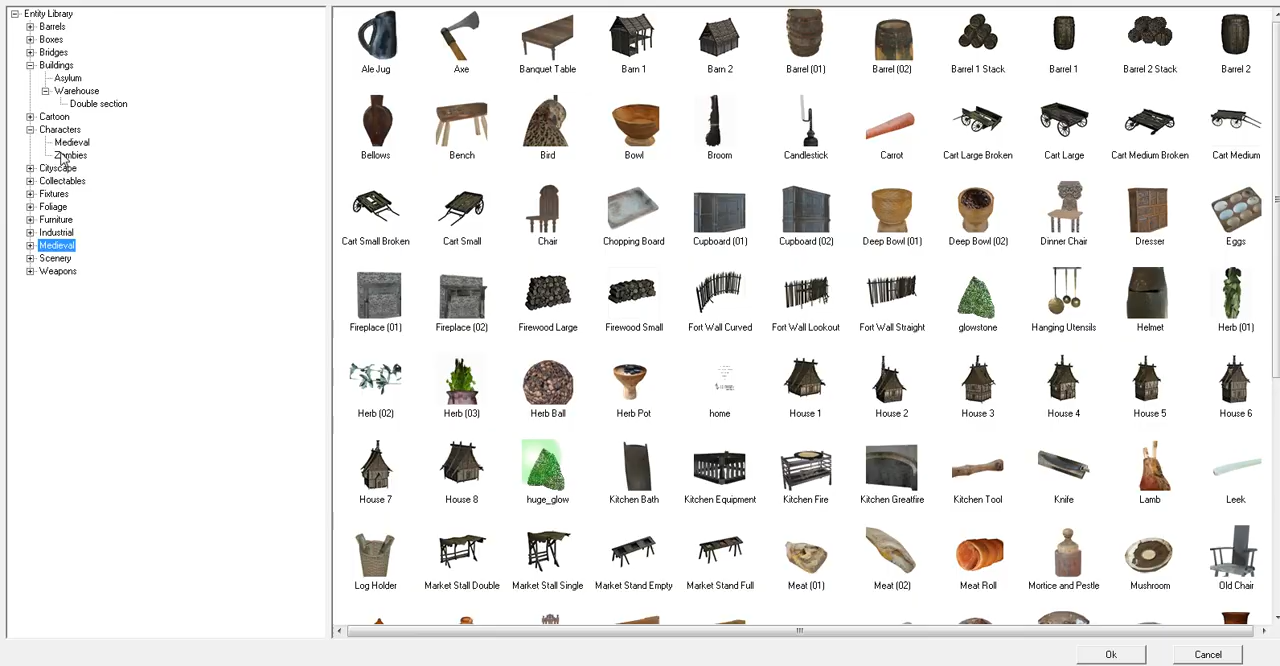 Entity Library
Barrels
Boxes
Bridges
Buildings
Asylum
Warehouse
Double section
Cartoon
Characters
Medieval
Zombies
Cityscape
Collectables
Fixtures
Foliage
Furniture
Industrial
Medieval
Scenery
Weapons
Ale Jug Axe Banquet Table Barn 1 Barn 2 Barrel (01) Barrel (02) Barrel 1 Stack Barrel 1 Barrel 2 Stack Barrel 2
Bellows Bench Bird Bowl Broom Candlestick Carrot Cart Large Broken Cart Large Cart Medium Broken Cart Medium
Cart Small Broken Cart Small Chair Chopping Board Cupboard (01) Cupboard (02) Deep Bowl (01) Deep Bowl (02) Dinner Chair Dresser Eggs
Fireplace (01) Fireplace (02) Firewood Large Firewood Small Fort Wall Curved Fort Wall Lookout Fort Wall Straight glowstone Hanging Utensils Helmet Herb (01)
Herb (02) Herb (03) Herb Ball Herb Pot home House 1 House 2 House 3 House 4 House 5 House 6
House 7 House 8 huge_glow Kitchen Bath Kitchen Equipment Kitchen Fire Kitchen Greatfire Kitchen Tool Knife Lamb Leek
Log Holder Market Stall Double Market Stall Single Market Stand Empty Market Stand Full Meat (01) Meat (02) Meat Roll Mortice and Pestle Mushroom Old Chair
Ok Cancel